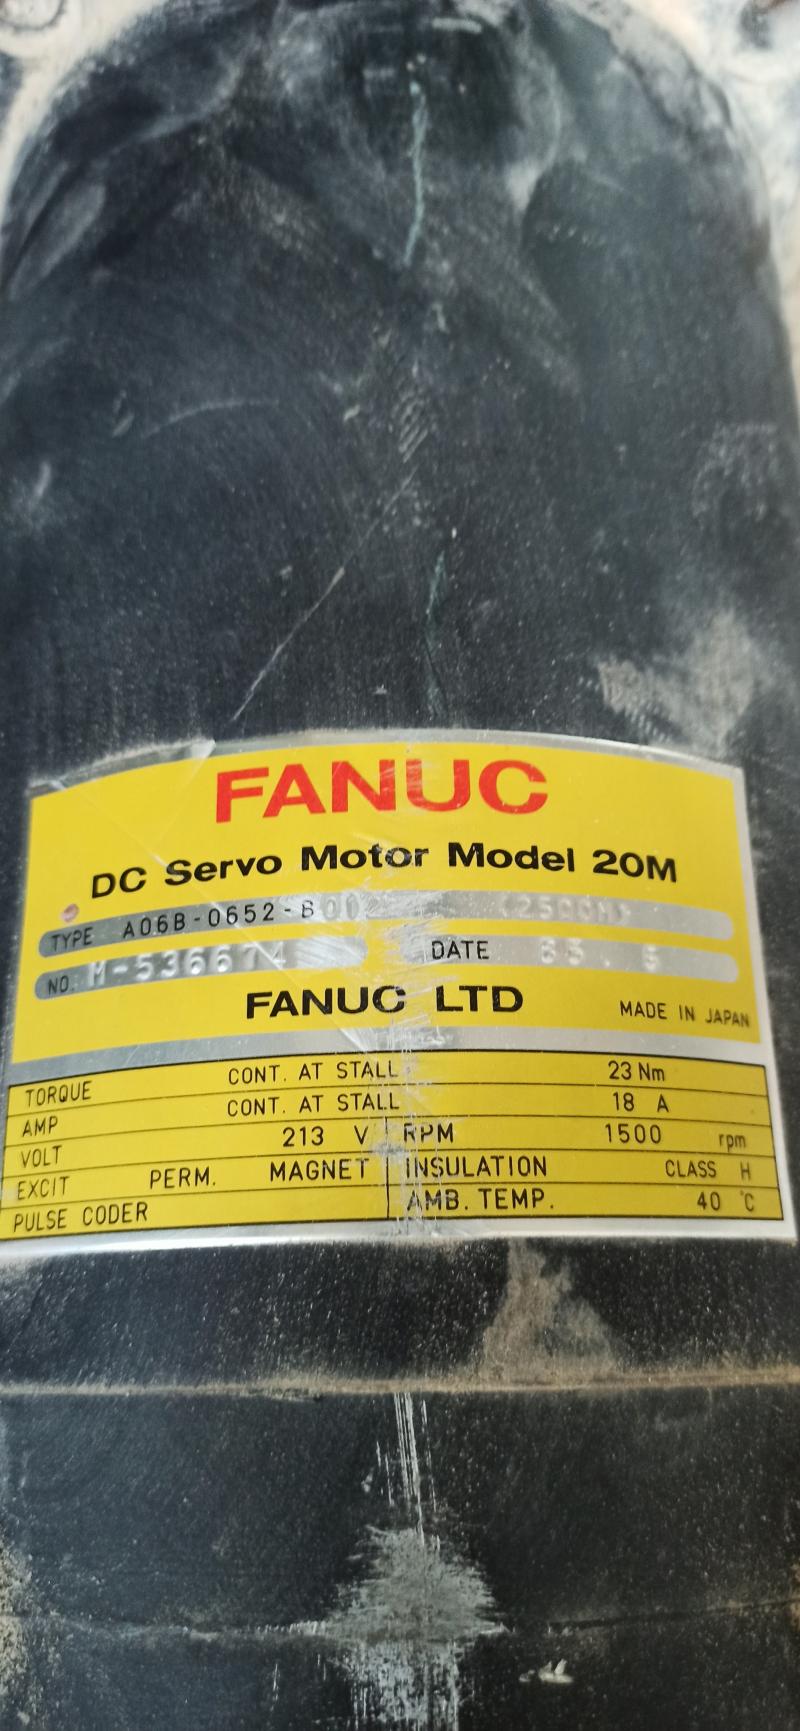 FANUC
DC Servo Motor Model 20M
TYPE A06B-0652-B
NO. M-536674 DATE
FANUC LTD MADE IN JAPAN
TORQUE CONT. AT STALL 23 Nm
AMP CONT. AT STALL 18 A
VOLT 213 V RPM 1500 rpm
EXCIT PERM. MAGNET INSULATION CLASS H
PULSE CODER AMB. TEMP. 40 °C